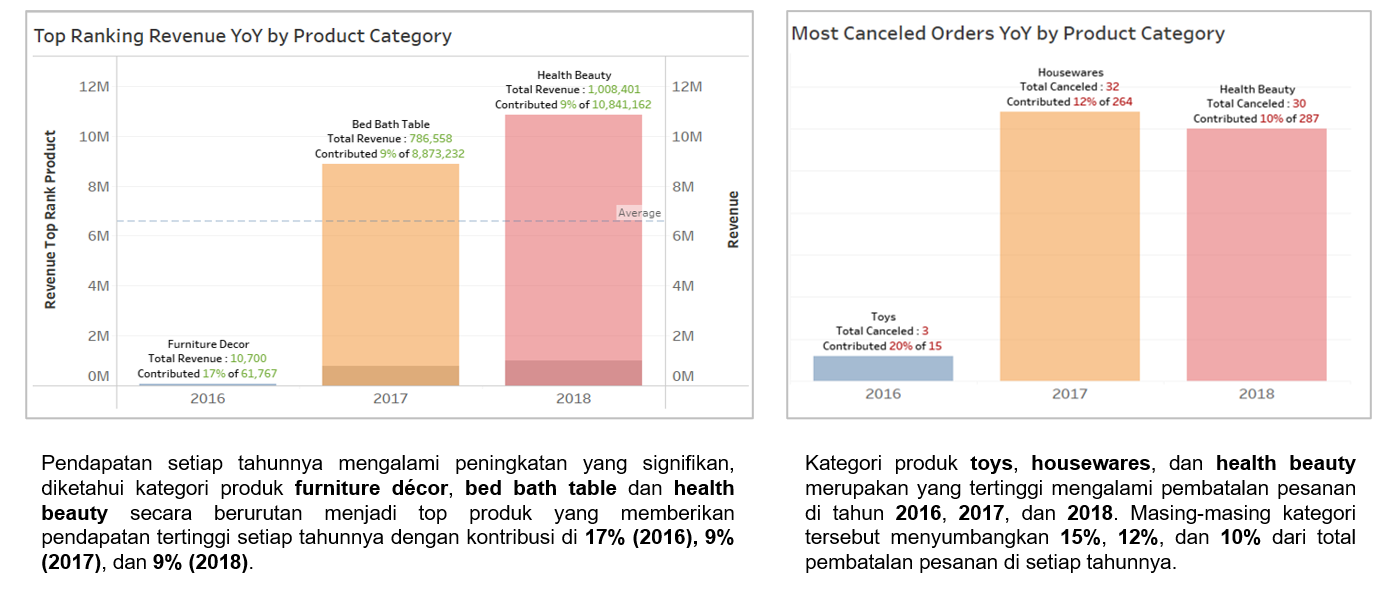 Top Ranking Revenue YoY by Product Category
Revenue Top Rank Product
12M
10M
8M
6M
4M
2M
0M
Furniture Decor
Total Revenue : 10,700
Contributed 17% of 61,767
Bed Bath Table
Total Revenue : 786,558
Contributed 9% of 8,873,232
Health Beauty
Total Revenue : 1,008,401
Contributed 9% of 10,841,162
Average
12M
10M
8M
6M
4M
2M
0M
Revenue
2016
2017
2018
Pendapatan setiap tahunnya mengalami peningkatan yang signifikan,
diketahui kategori produk furniture décor, bed bath table dan health
beauty secara berurutan menjadi top produk yang memberikan
pendapatan tertinggi setiap tahunnya dengan kontribusi di 17% (2016), 9%
(2017), dan 9% (2018).
Most Canceled Orders YoY by Product Category
Toys
Total Canceled : 3
Contributed 20% of 15
Housewares
Total Canceled : 32
Contributed 12% of 264
Health Beauty
Total Canceled : 30
Contributed 10% of 287
2016
2017
2018
Kategori produk toys, housewares, dan health beauty
merupakan yang tertinggi mengalami pembatalan pesanan
di tahun 2016, 2017, dan 2018. Masing-masing kategori
tersebut menyumbangkan 15%, 12%, dan 10% dari total
pembatalan pesanan di setiap tahunnya.